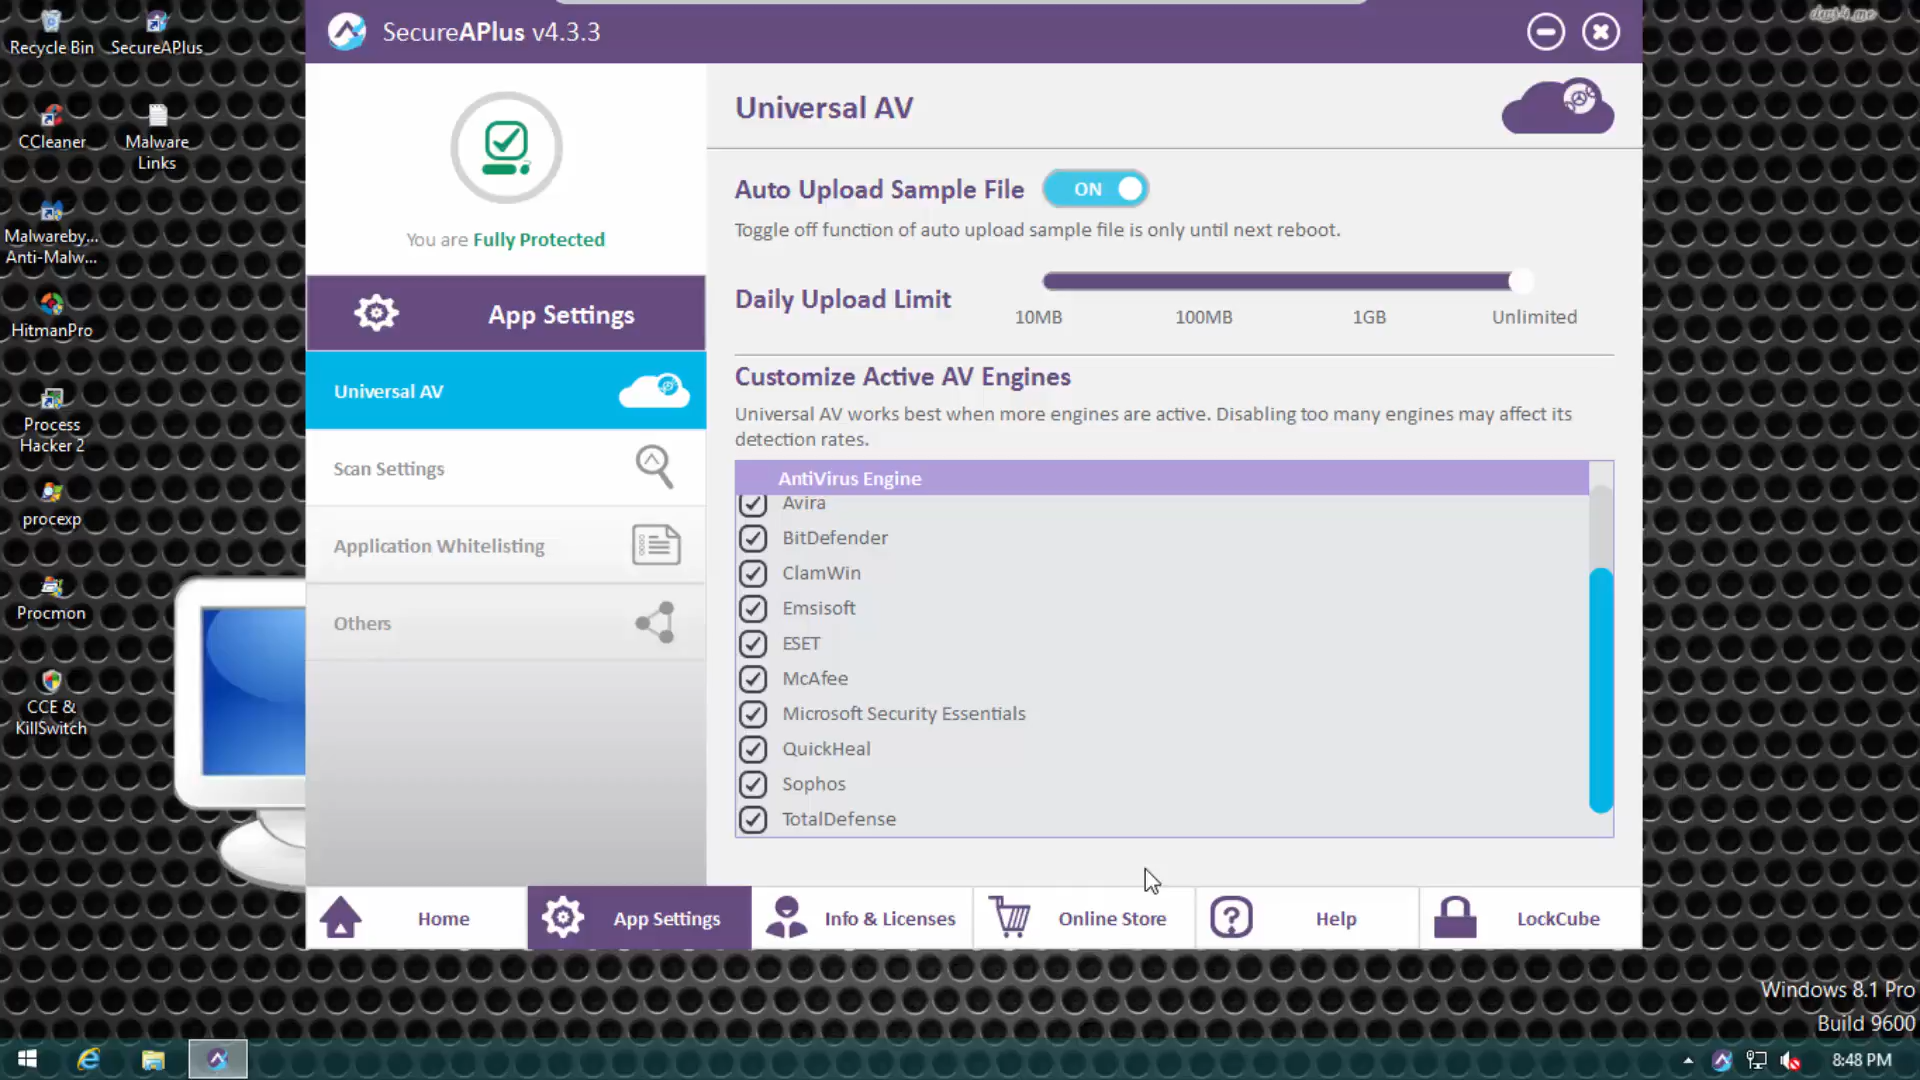 Recycle Bin
SecureAPlus
CCleaner
Malware
Links
Malwareby...
Anti-Malw...
HitmanPro
Process
Hacker 2
procexp
Procmon
CCE &
KillSwitch
SecureAPlus v4.3.3
You are Fully Protected
App Settings
Universal AV
Scan Settings
Application Whitelisting
Others
Universal AV
Auto Upload Sample File
ON
Toggle off function of auto upload sample file is only until next reboot.
Daily Upload Limit
10MB
100MB
1GB
Unlimited
Customize Active AV Engines
Universal AV works best when more engines are active. Disabling too many engines may affect its
detection rates.
AntiVirus Engine
Avira
BitDefender
ClamWin
Emsisoft
ESET
McAfee
Microsoft Security Essentials
QuickHeal
Sophos
TotalDefense
Home
App Settings
Info & Licenses
Online Store
Help
LockCube
Windows 8.1 Pro
Build 9600
8:48 PM